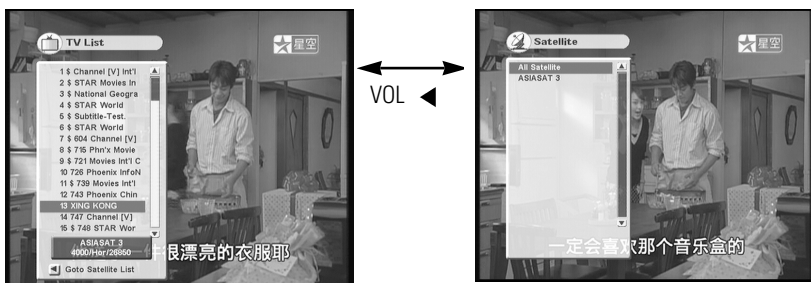 TV List
星空
1 $ Channel [V] Int'l
2 $ STAR Movies In
3 $ National Geogra
4 $ STAR World
5 $ Subtitle-Test.
6 $ STAR World
7 $ 604 Channel [V]
8 $ 715 Phn'x Movie
9 $ 721 Movies Int'l C
10 726 Phoenix InfoN
11 $ 739 Movies Int'l
12 743 Phoenix Chin
13 XING KONG
14 747 Channel [V]
15 $ 748 STAR Wor
ASIASAT 3
4000/Hor/26850
件很漂亮的衣服耶
Goto Satellite List
VOL
Satellite
星空
All Satellite
ASIASAT 3
一定会喜欢那个音乐盒的